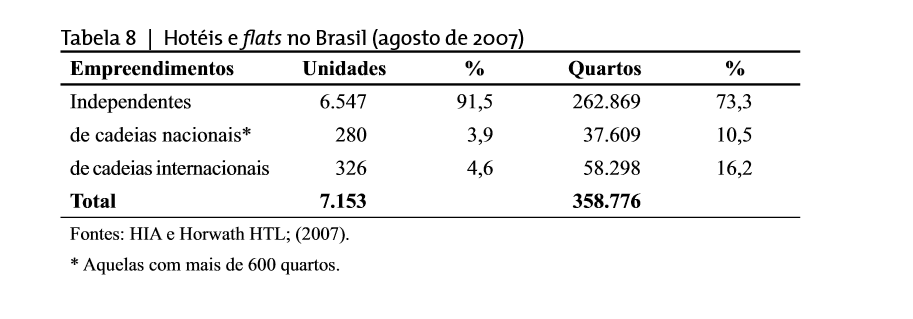 Tabela 8 | Hotéis e flats no Brasil (agosto de 2007)
Empreendimentos Unidades % Quartos %
Independentes 6.547 91,5 262.869 73,3
de cadeias nacionais* 280 3,9 37.609 10,5
de cadeias internacionais 326 4,6 58.298 16,2
Total 7.153 358.776
Fontes: HIA e Horwath HTL; (2007).
* Aquelas com mais de 600 quartos.